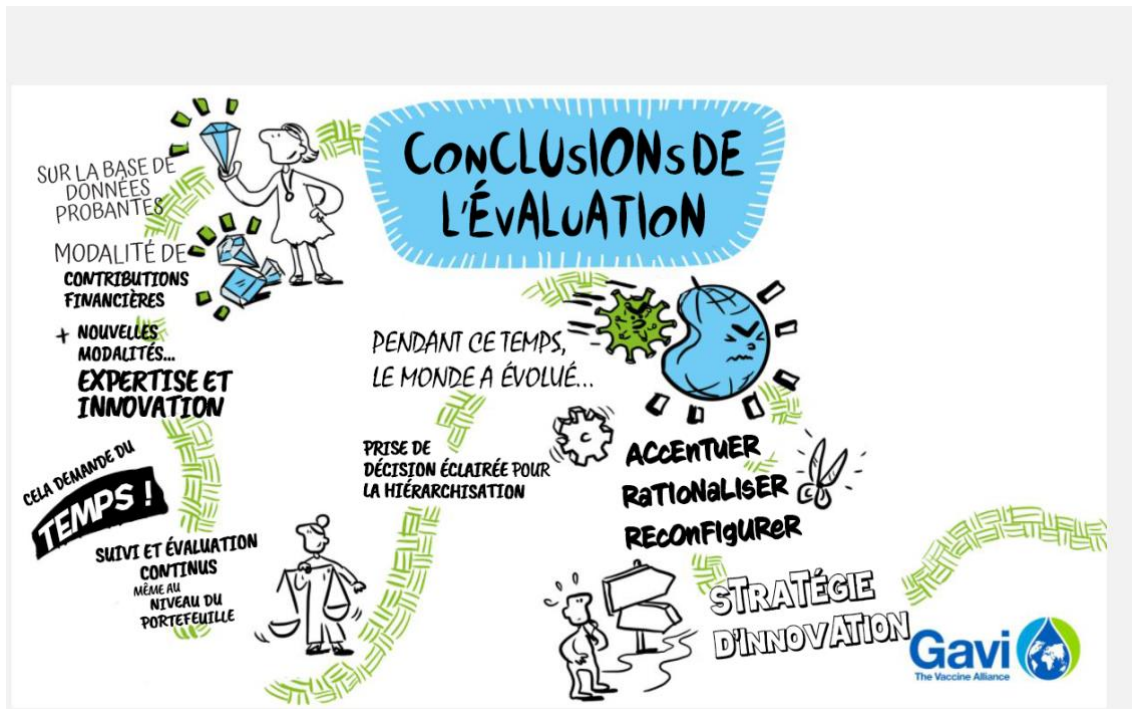 CONCLUSIONS DE
L'ÉVALUATION
SUR LA BASE DE
DONNÉES
PROBANTES
MODALITÉ DE
CONTRIBUTIONS
FINANCIÈRES
+ NOUVELLES
MODALITÉS...
EXPERTISE ET
INNOVATION
CELA DEMANDE DU
TEMPS !
SUIVI ET ÉVALUATION
CONTINUS
MÊME AU
NIVEAU DU
PORTEFEUILLE
PENDANT CE TEMPS,
LE MONDE A ÉVOLUÉ...
PRISE DE
DÉCISION ÉCLAIRÉE POUR
LA HIÉRARCHISATION
ACCENTUER
RATIONALISER
RECONFIGURER
STRATÉGIE
D'INNOVATION
Gavi
The Vaccine Alliance